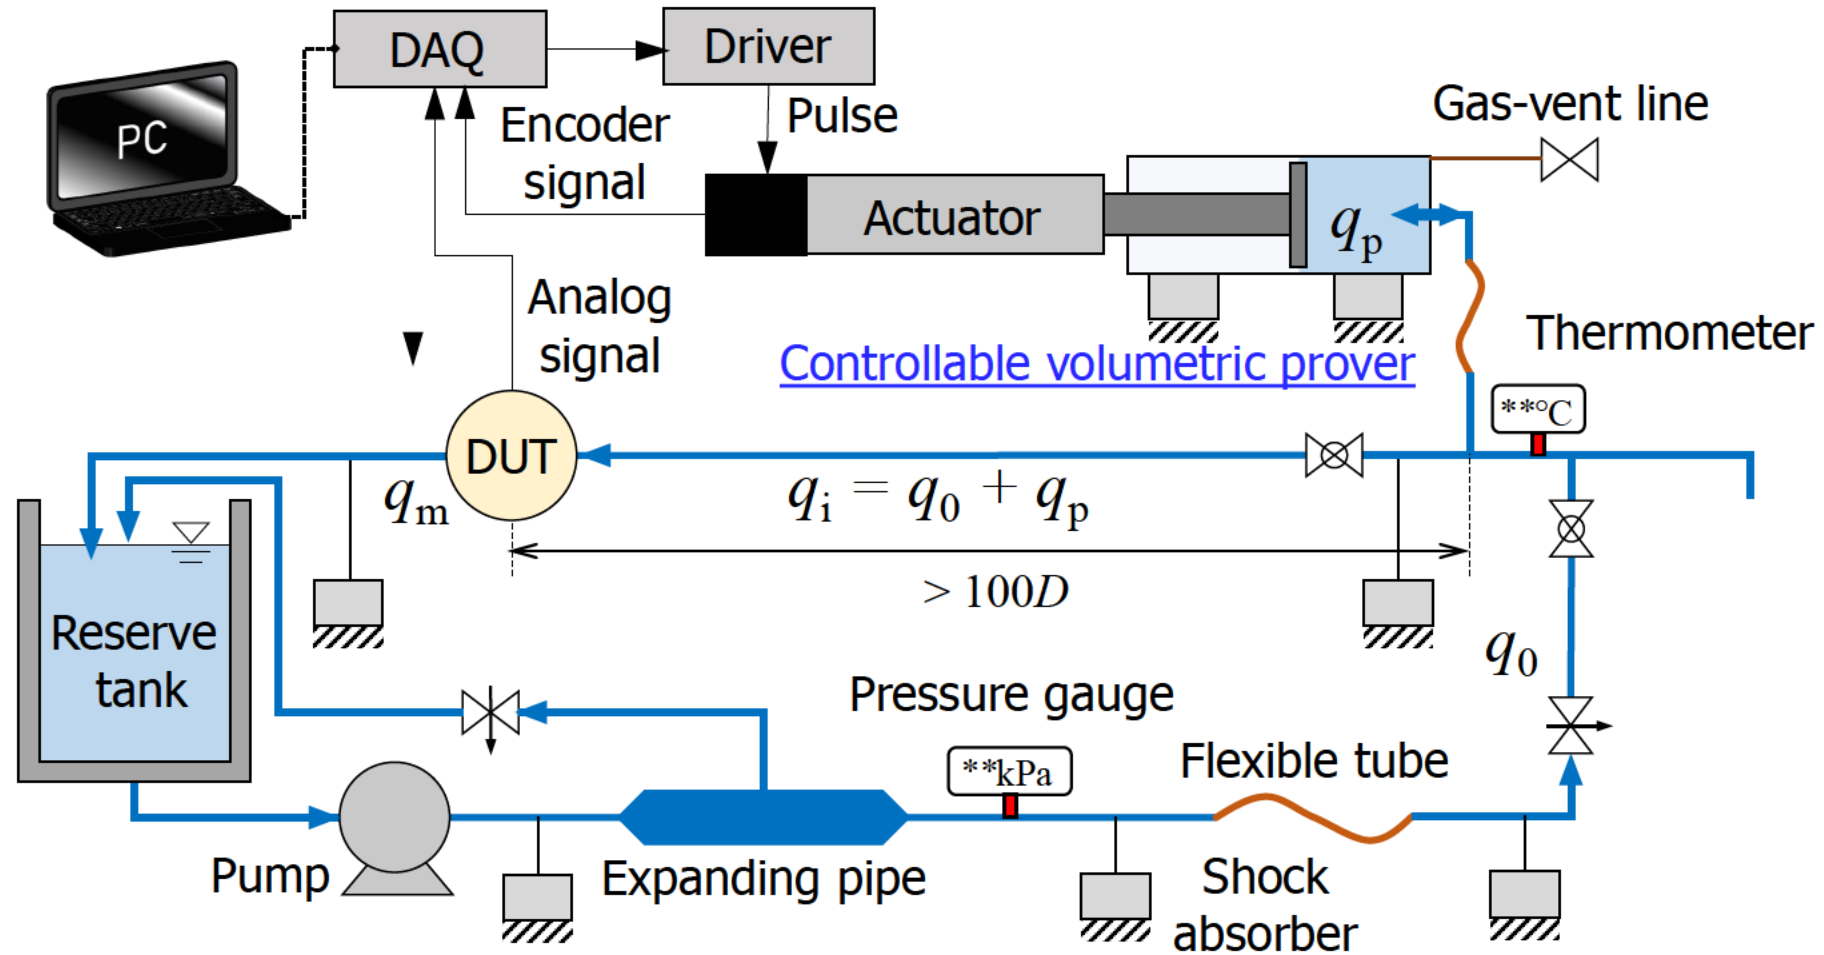 DAQ
Driver
PC
Encoder
signal
Pulse
Gas-vent line
Actuator
qp
Analog
signal
Controllable volumetric prover
Thermometer
**°C
DUT
qm
qi = q0 + qp
> 100D
Reserve
tank
q0
Pressure gauge
**kPa
Flexible tube
Pump
Expanding pipe
Shock
absorber